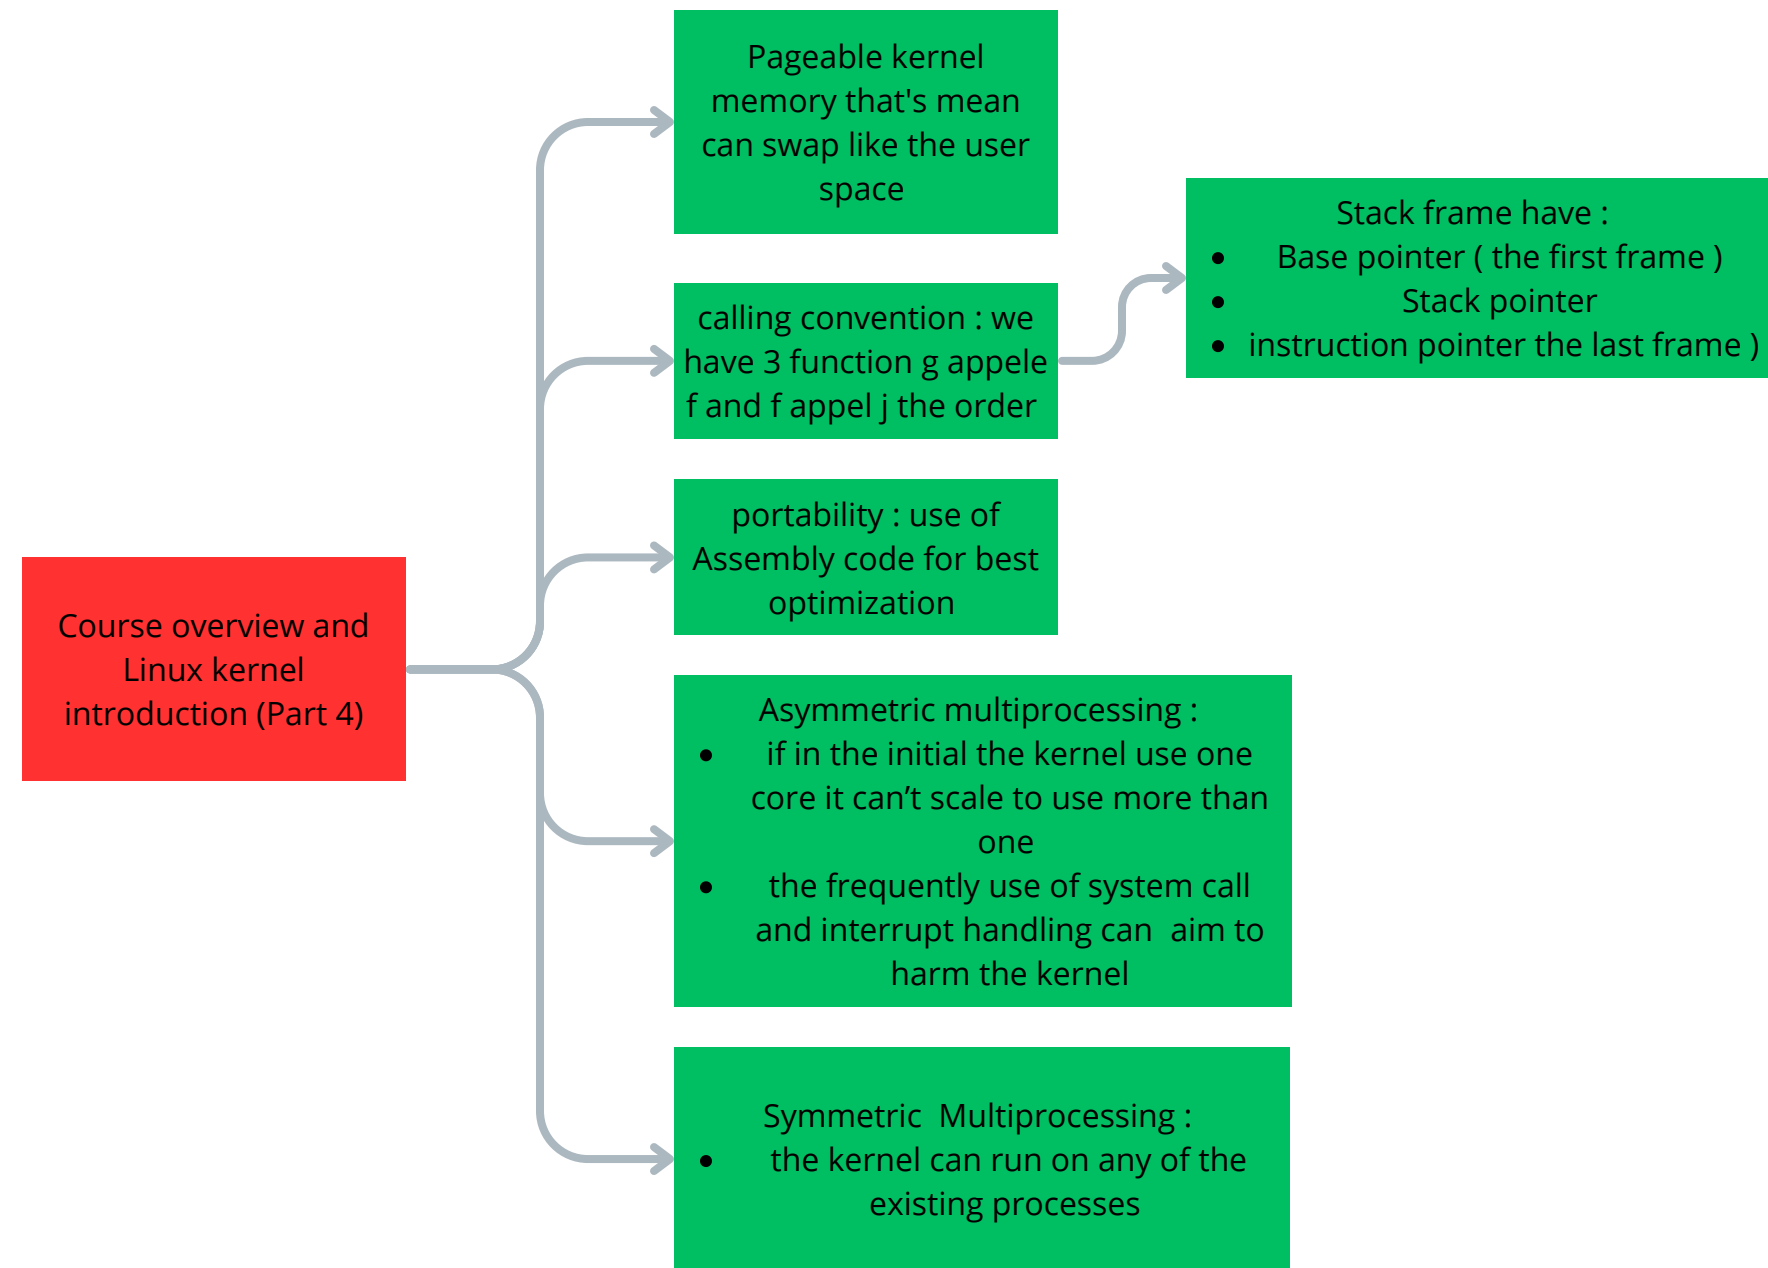 Pageable kernel
memory that's mean
can swap like the user
space
Stack frame have :
Base pointer ( the first frame )
Stack pointer
instruction pointer the last frame )
calling convention : we
have 3 function g appele
f and f appel j the order
portability : use of
Assembly code for best
optimization
Course overview and
Linux kernel
introduction (Part 4)
Asymmetric multiprocessing :
if in the initial the kernel use one
core it can’t scale to use more than
one
the frequently use of system call
and interrupt handling can  aim to
harm the kernel
Symmetric  Multiprocessing :
the kernel can run on any of the
existing processes